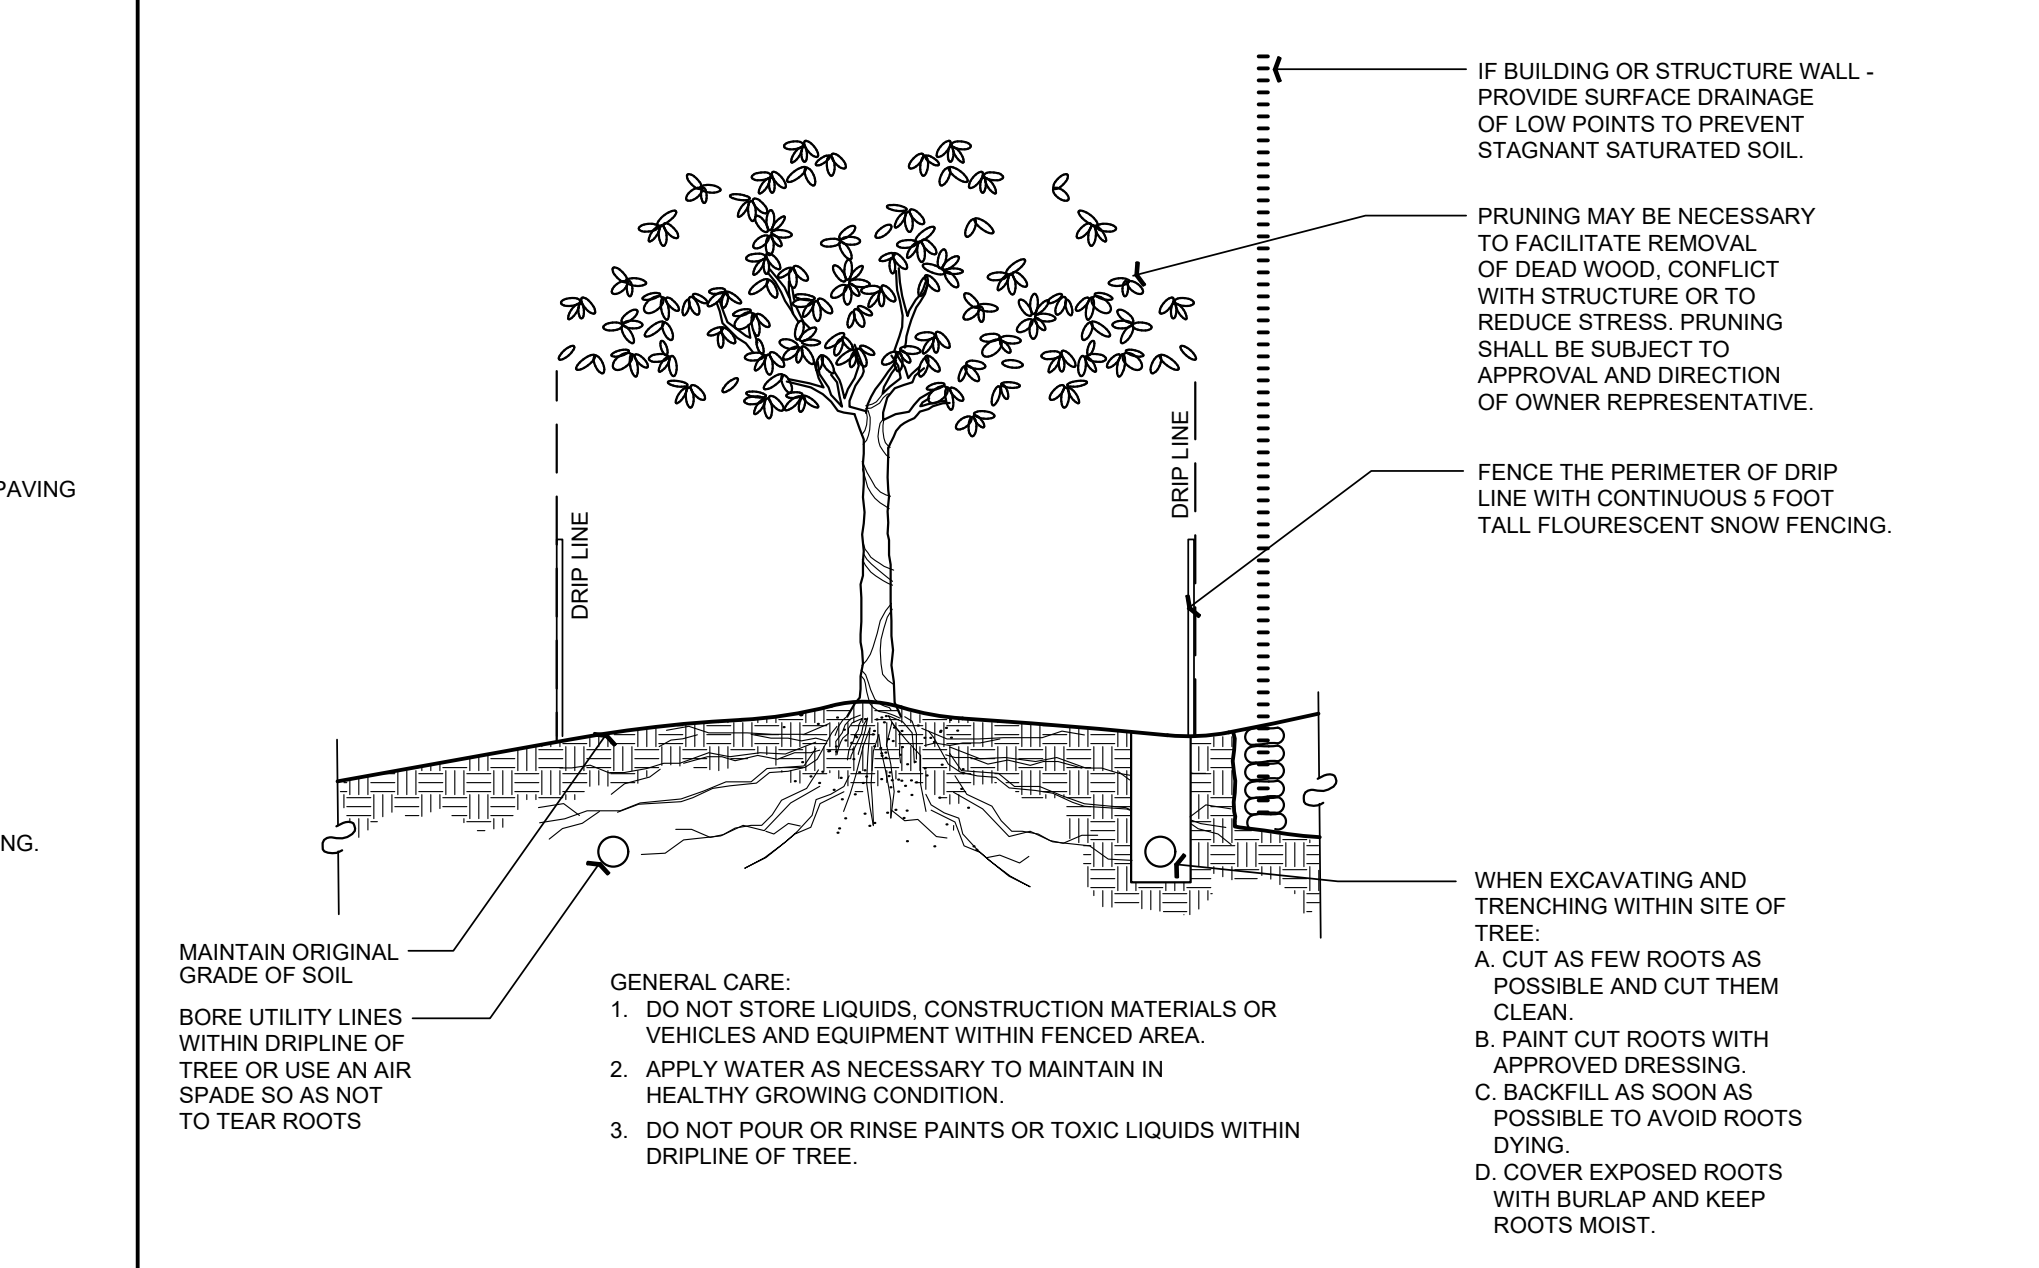 PAVING
NG.
IF BUILDING OR STRUCTURE WALL -
PROVIDE SURFACE DRAINAGE
OF LOW POINTS TO PREVENT
STAGNANT SATURATED SOIL.
PRUNING MAY BE NECESSARY
TO FACILITATE REMOVAL
OF DEAD WOOD, CONFLICT
WITH STRUCTURE OR TO
REDUCE STRESS. PRUNING
SHALL BE SUBJECT TO
APPROVAL AND DIRECTION
OF OWNER REPRESENTATIVE.
DRIP LINE
DRIP LINE
FENCE THE PERIMETER OF DRIP
LINE WITH CONTINUOUS 5 FOOT
TALL FLOURESCENT SNOW FENCING.
MAINTAIN ORIGINAL
GRADE OF SOIL
BORE UTILITY LINES
WITHIN DRIPLINE OF
TREE OR USE AN AIR
SPADE SO AS NOT
TO TEAR ROOTS
GENERAL CARE:
1. DO NOT STORE LIQUIDS, CONSTRUCTION MATERIALS OR
VEHICLES AND EQUIPMENT WITHIN FENCED AREA.
2. APPLY WATER AS NECESSARY TO MAINTAIN IN
HEALTHY GROWING CONDITION.
3. DO NOT POUR OR RINSE PAINTS OR TOXIC LIQUIDS WITHIN
DRIPLINE OF TREE.
WHEN EXCAVATING AND
TRENCHING WITHIN SITE OF
TREE:
A. CUT AS FEW ROOTS AS
POSSIBLE AND CUT THEM
CLEAN.
B. PAINT CUT ROOTS WITH
APPROVED DRESSING.
C. BACKFILL AS SOON AS
POSSIBLE TO AVOID ROOTS
DYING.
D. COVER EXPOSED ROOTS
WITH BURLAP AND KEEP
ROOTS MOIST.